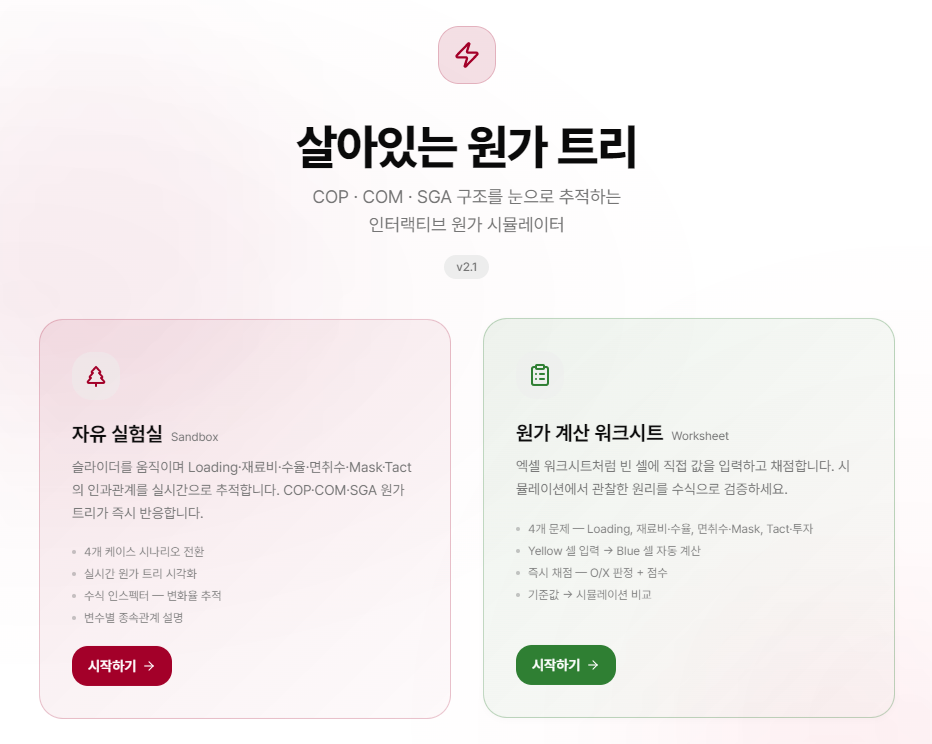 살아있는 원가 트리
COP · COM · SGA 구조를 눈으로 추적하는
인터랙티브 원가 시뮬레이터
v2.1
자유 실험실 Sandbox
슬라이더를 움직이며 Loading·재료비·수율·면취수·Mask·Tact
의 인과관계를 실시간으로 추적합니다. COP·COM·SGA 원가
트리가 즉시 반응합니다.
4개 케이스 시나리오 전환
실시간 원가 트리 시각화
수식 인스펙터 — 변화율 추적
변수별 종속관계 설명
시작하기 →
원가 계산 워크시트 Worksheet
엑셀 워크시트처럼 빈 셀에 직접 값을 입력하고 채점합니다. 시
뮬레이션에서 관찰한 원리를 수식으로 검증하세요.
4개 문제 — Loading, 재료비·수율, 면취수·Mask, Tact·투자
Yellow 셀 입력 → Blue 셀 자동 계산
즉시 채점 — O/X 판정 + 점수
기준값 → 시뮬레이션 비교
시작하기 →